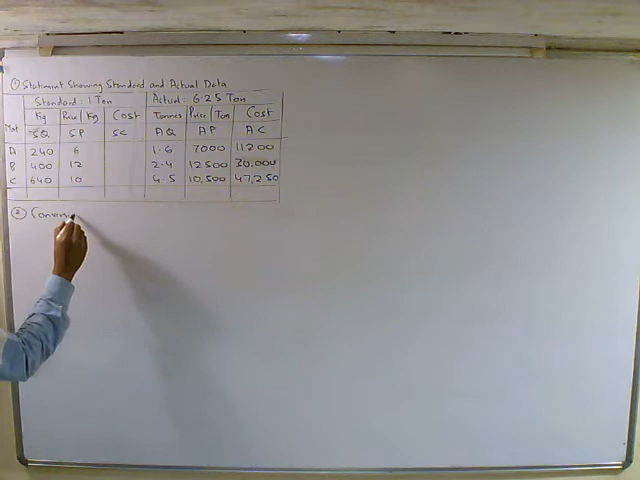 ① Statement Showing Standard and Actual Data
Standard: 1 Ton Actual: 6.25 Ton
Mat Kg Price/Kg Cost Tonnes Price/Ton Cost
SQ SP SC AQ AP AC
A 240 6 1.6 7000 11200
B 400 12 2.4 12500 30,000
C 640 10 4.5 10,500 47,250
② Conver